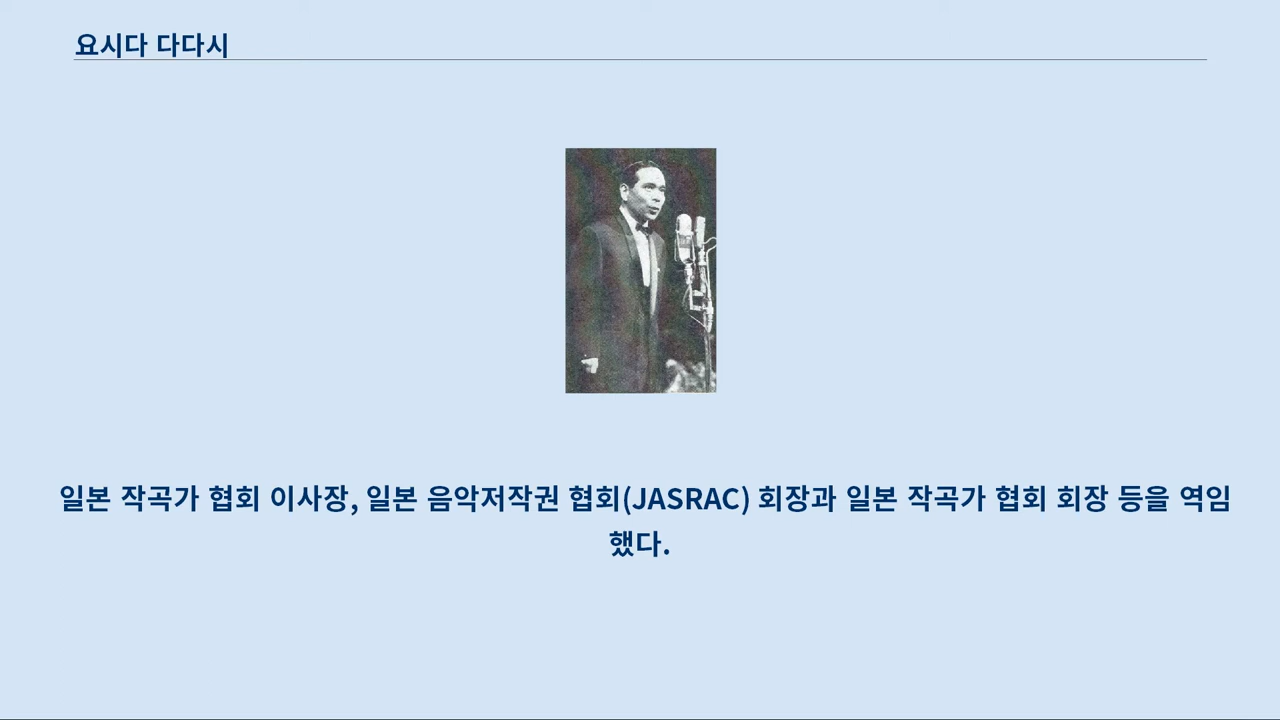 요시다 다다시
일본 작곡가 협회 이사장, 일본 음악저작권 협회(JASRAC) 회장과 일본 작곡가 협회 회장 등을 역임
했다.